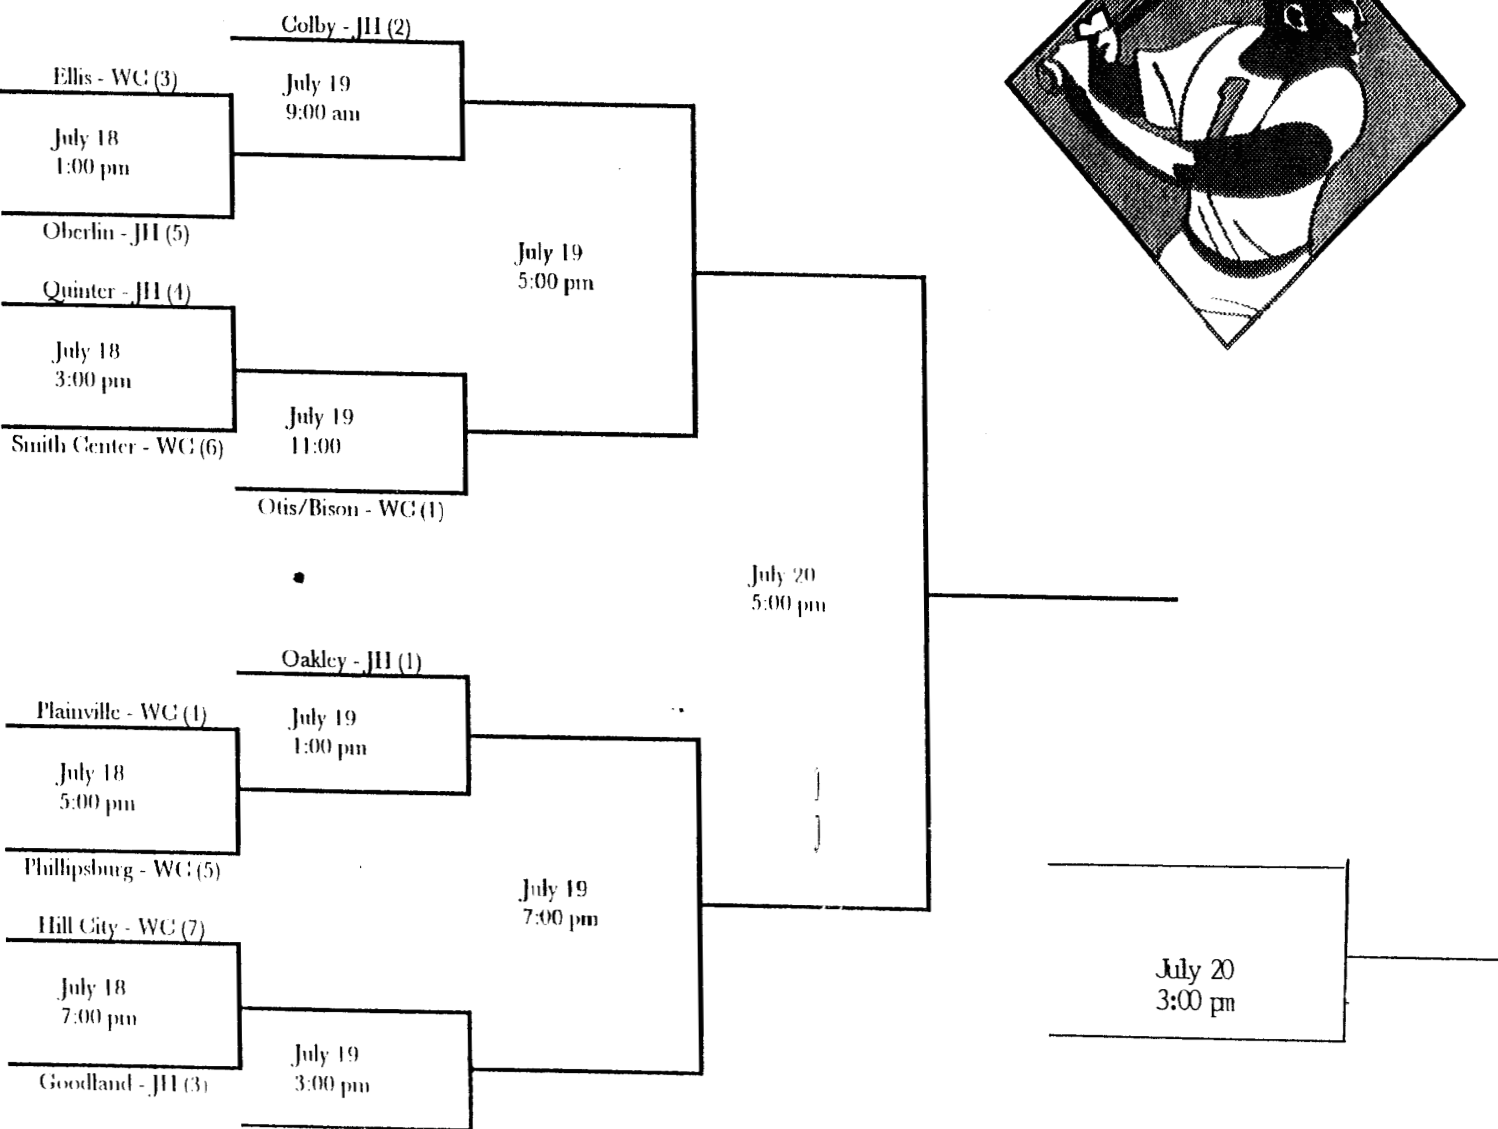 Colby - JH (2)
Ellis - WC (3)
July 19
9:00 am
July 18
1:00 pm
Oberlin - JH (5)
July 19
5:00 pm
Quinter - JH (4)
July 18
3:00 pm
July 19
11:00
Smith Center - WC (6)
Otis/Bison - WC (1)
July 20
5:00 pm
Oakley - JH (1)
Plainville - WC (4)
July 19
1:00 pm
July 18
5:00 pm
Phillipsburg - WC (5)
July 19
7:00 pm
Hill City - WC (7)
July 18
7:00 pm
July 20
3:00 pm
July 19
3:00 pm
Goodland - JH (3)